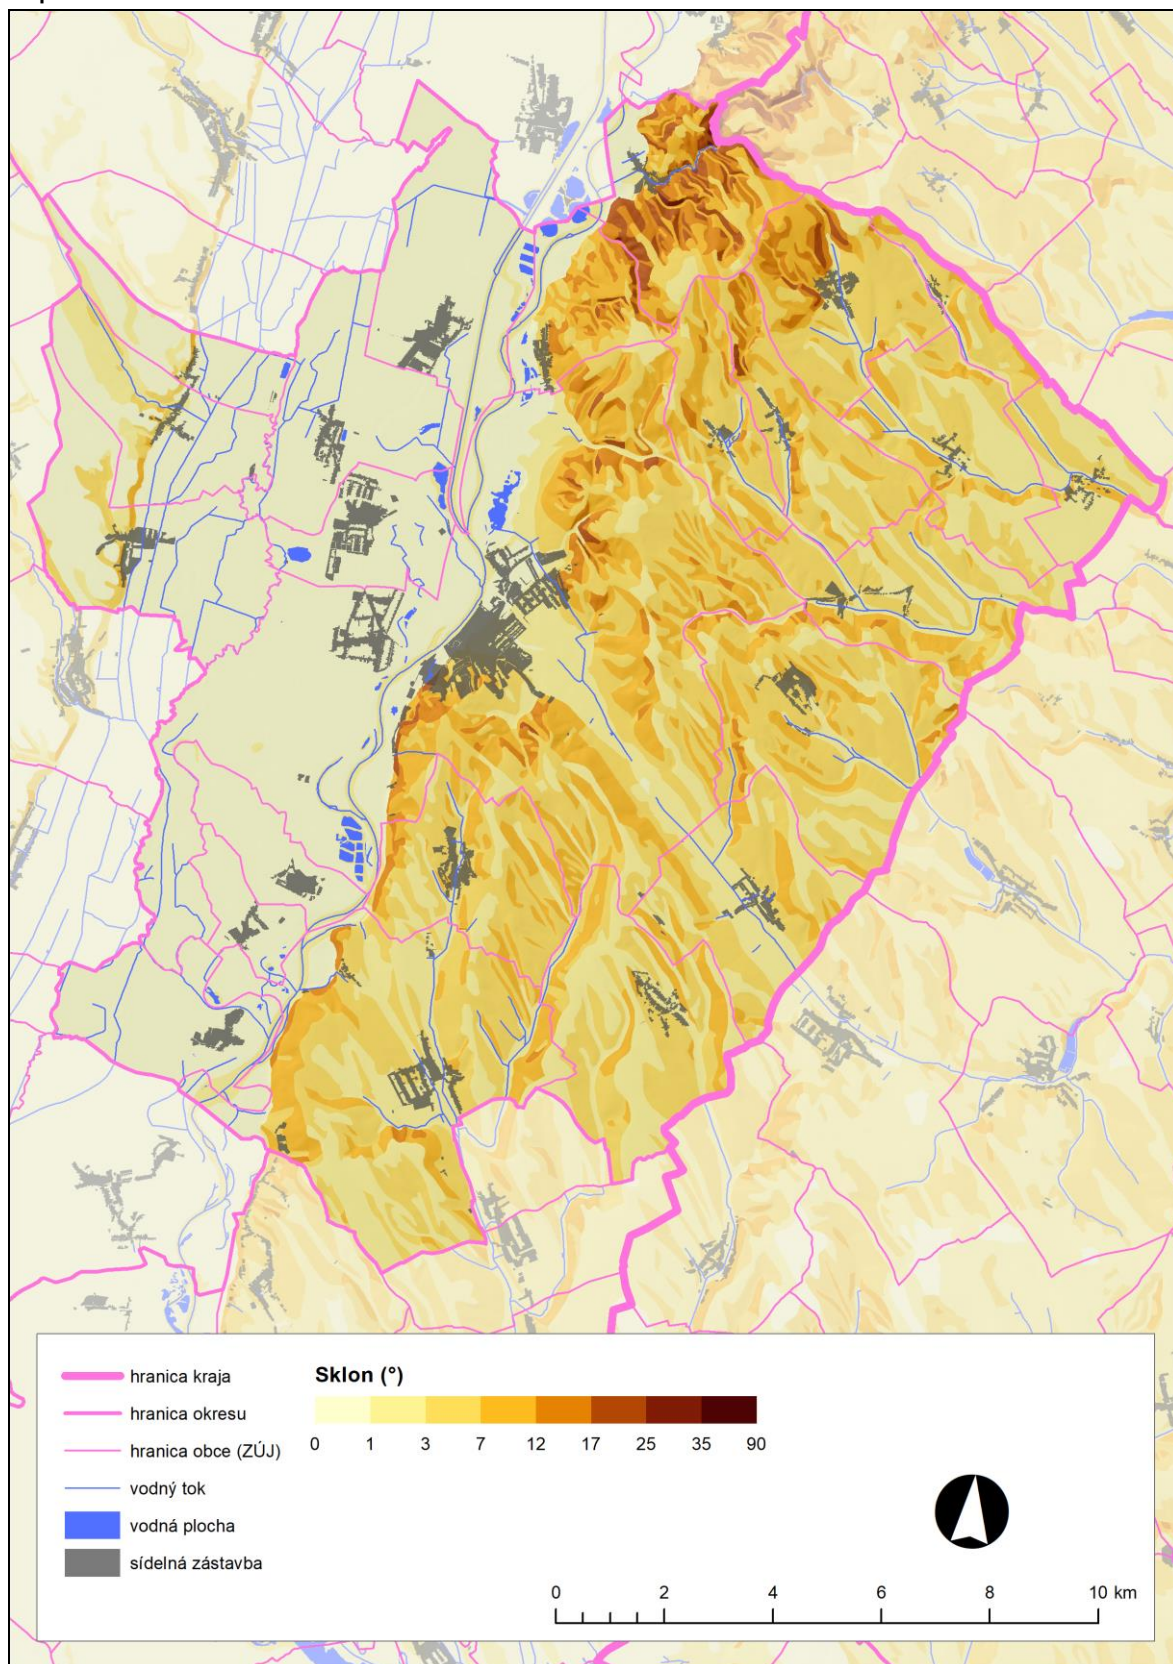 hranica kraja
hranica okresu
hranica obce (ZÚJ)
vodný tok
vodná plocha
sídelná zástavba
Sklon (°)
0 1 3 7 12 17 25 35 90
0 2 4 6 8 10 km